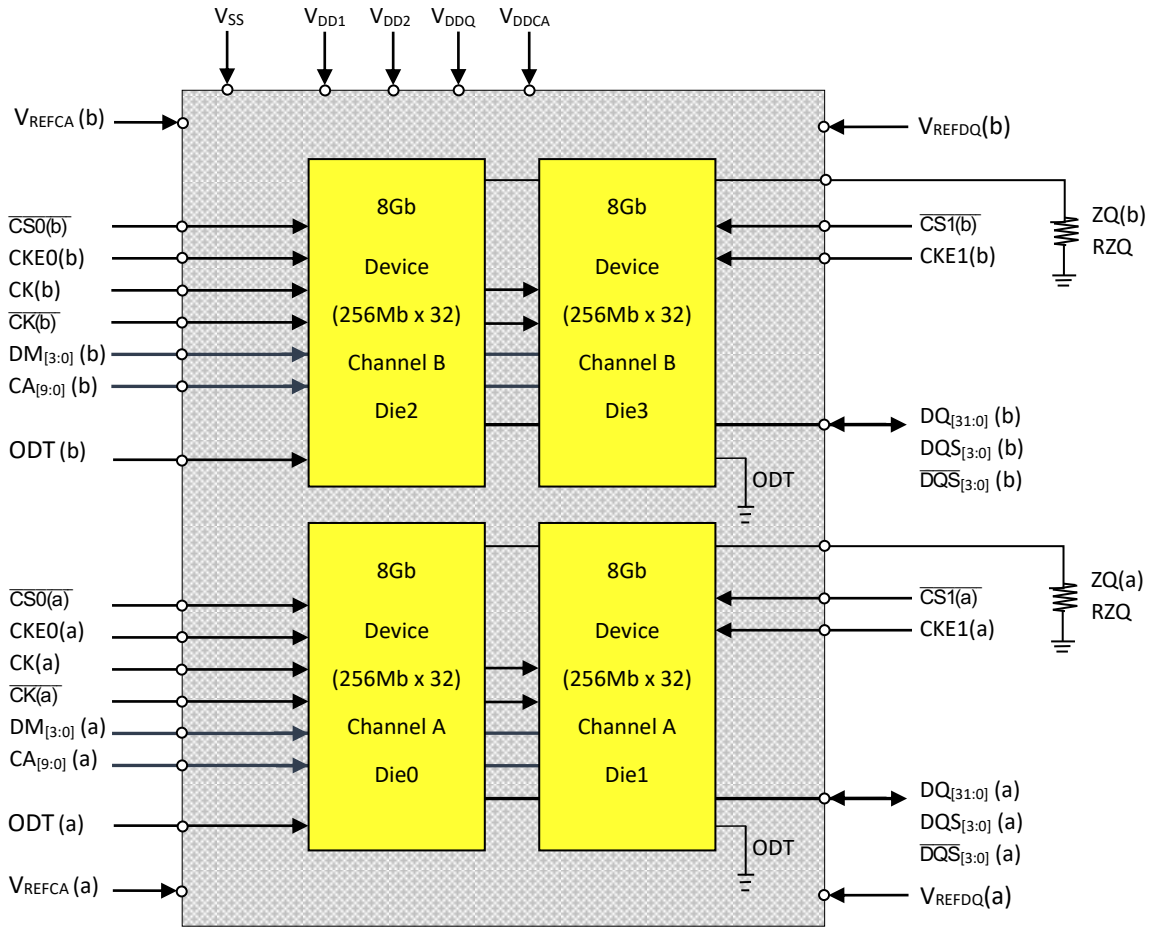 VSS VDD1 VDD2 VDDQ VDDCA
VREFCA (b)
VREFDQ(b)
8Gb
Device
(256Mb x 32)
Channel B
Die2
8Gb
Device
(256Mb x 32)
Channel B
Die3
CS0(b)
CKE0(b)
CK(b)
CK(b)
DM[3:0] (b)
CA[9:0] (b)
ODT (b)
CS1(b)
CKE1(b)
ZQ(b)
RZQ
DQ[31:0] (b)
DQS[3:0] (b)
DQS[3:0] (b)
ODT
8Gb
Device
(256Mb x 32)
Channel A
Die0
8Gb
Device
(256Mb x 32)
Channel A
Die1
CS0(a)
CKE0(a)
CK(a)
CK(a)
DM[3:0] (a)
CA[9:0] (a)
ODT (a)
VREFCA (a)
CS1(a)
CKE1(a)
ZQ(a)
RZQ
DQ[31:0] (a)
DQS[3:0] (a)
DQS[3:0] (a)
ODT
VREFDQ(a)